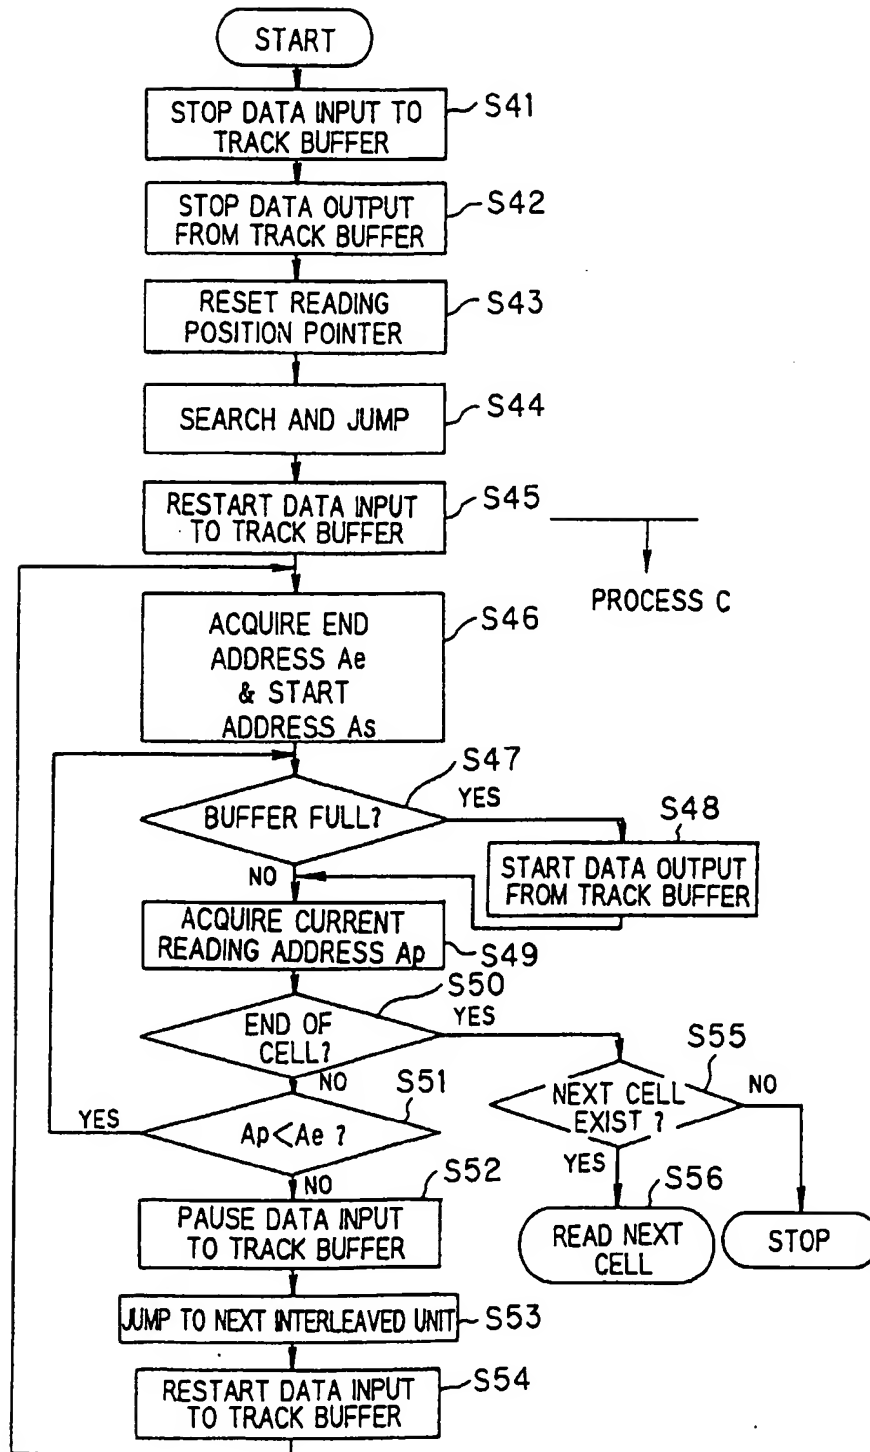 START
STOP DATA INPUT TO
TRACK BUFFER
S41
STOP DATA OUTPUT
FROM TRACK BUFFER
S42
RESET READING
POSITION POINTER
S43
SEARCH AND JUMP
S44
RESTART DATA INPUT
TO TRACK BUFFER
S45
PROCESS C
ACQUIRE END
ADDRESS Ae
& START
ADDRESS As
S46
BUFFER FULL?
S47
YES
NO
S48
START DATA OUTPUT
FROM TRACK BUFFER
ACQUIRE CURRENT
READING ADDRESS Ap
S49
END OF
CELL?
S50
YES
NO
NEXT CELL
EXIST ?
S55
NO
YES
Ap<Ae ?
S51
YES
NO
PAUSE DATA INPUT
TO TRACK BUFFER
S52
READ NEXT
CELL
S56
STOP
JUMP TO NEXT INTERLEAVED UNIT
S53
RESTART DATA INPUT
TO TRACK BUFFER
S54